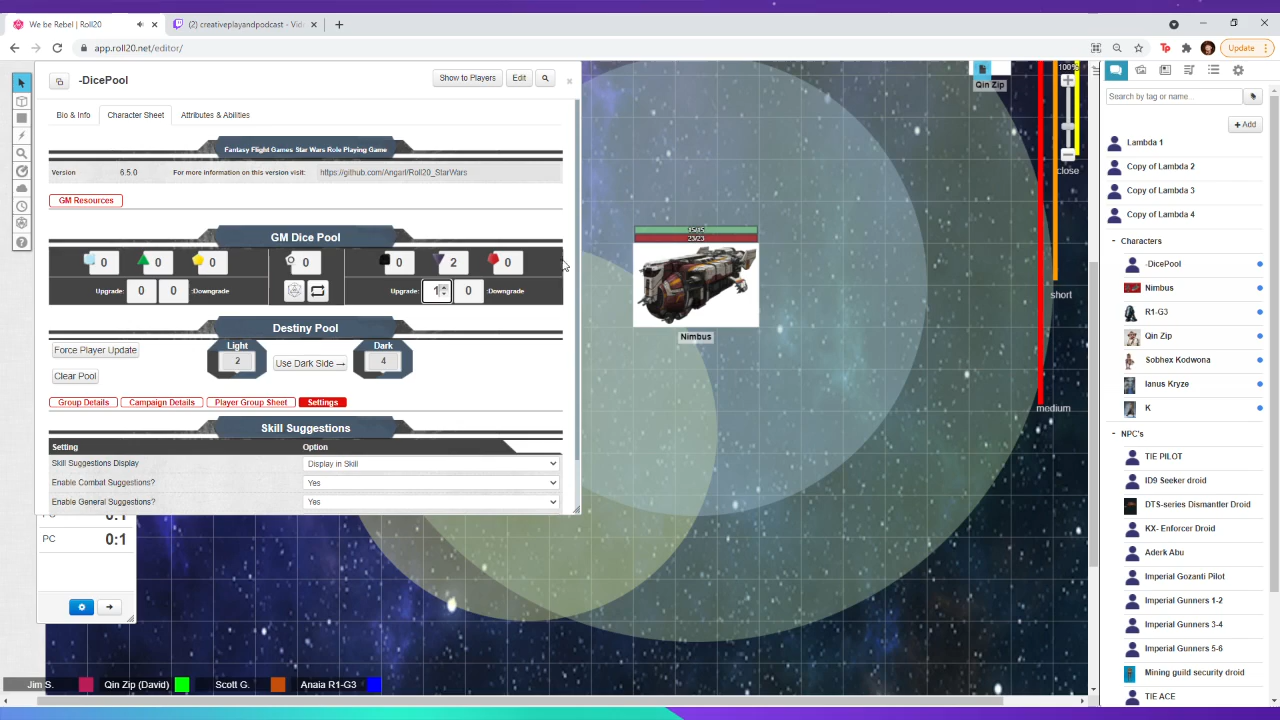 We be Rebel | Roll20
(2) creativeplayandpodcast - Vid
app.roll20.net/editor/
Update
-DicePool
Show to Players
Edit
Bio & Info
Character Sheet
Attributes & Abilities
Fantasy Flight Games Star Wars Role Playing Game
Version 6.5.0 For more information on this version visit: https://github.com/Angarl/Roll20_StarWars
GM Resources
GM Dice Pool
0 0 0 0 0 2 0
Upgrade: 0 0 :Downgrade Upgrade: 1 0 :Downgrade
Destiny Pool
Force Player Update
Clear Pool
Light
2
Use Dark Side →
Dark
4
Group Details
Campaign Details
Player Group Sheet
Settings
Skill Suggestions
Setting Option
Skill Suggestions Display Display in Skill
Enable Combat Suggestions? Yes
Enable General Suggestions? Yes
0:1
PC 0:1
23/23
Nimbus
Qin Zip
100%
close
short
medium
Jim S.
Qin Zip (David)
Scott G.
Anaia R1-G3
Search by tag or name...
+ Add
Lambda 1
Copy of Lambda 2
Copy of Lambda 3
Copy of Lambda 4
Characters
-DicePool
Nimbus
R1-G3
Qin Zip
Sobhex Kodwona
Ianus Kryze
K
NPC's
TIE PILOT
ID9 Seeker droid
DTS-series Dismantler Droid
KX- Enforcer Droid
Aderk Abu
Imperial Gozanti Pilot
Imperial Gunners 1-2
Imperial Gunners 3-4
Imperial Gunners 5-6
Mining guild security droid
TIE ACE